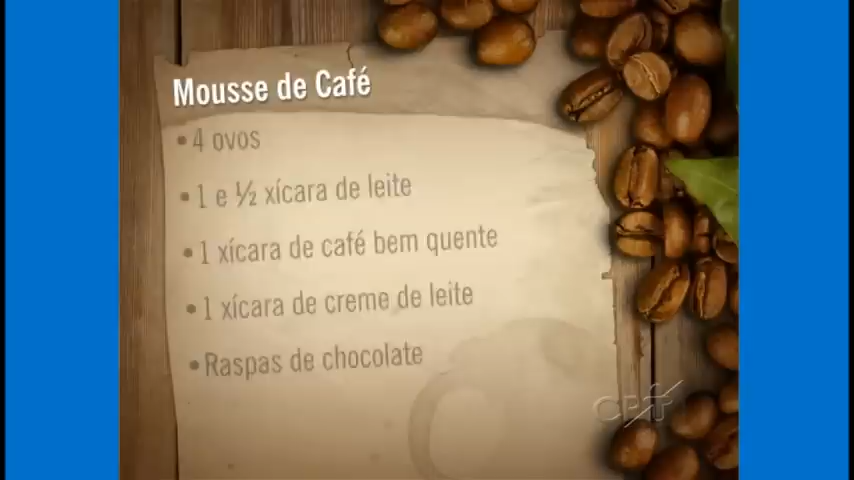 Mousse de Café
• 4 ovos
• 1 e ½ xícara de leite
• 1 xícara de café bem quente
• 1 xícara de creme de leite
• Raspas de chocolate
CPT